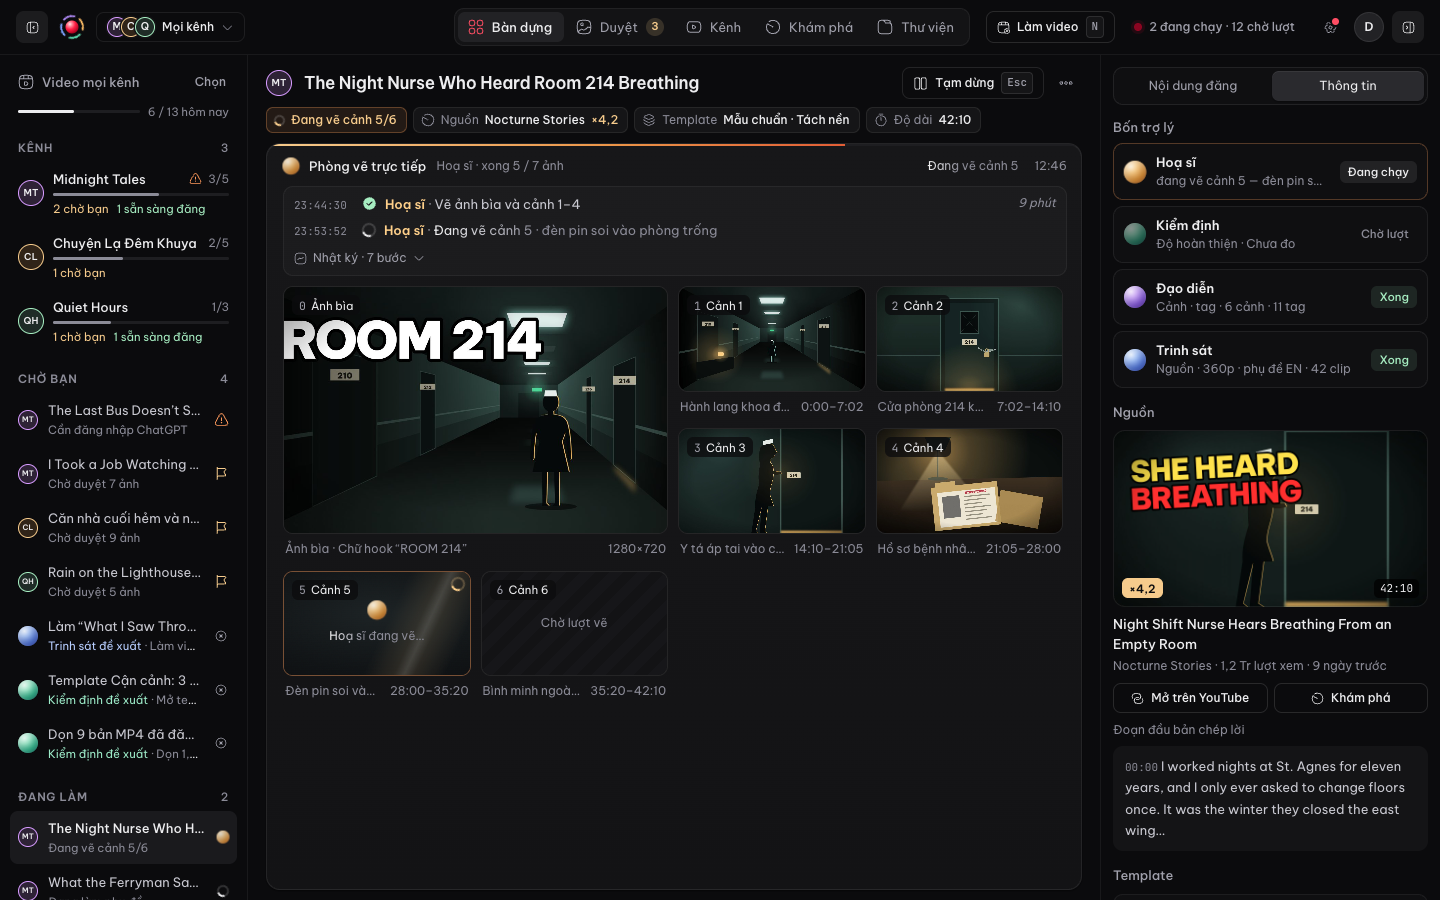 M C Q Mọi kênh
Bàn dựng
Duyệt 3
Kênh
Khám phá
Thư viện
Làm video N
2 đang chạy · 12 chờ lượt
D
Video mọi kênh Chọn
6 / 13 hôm nay
KÊNH 3
MT Midnight Tales 3/5
2 chờ bạn 1 sẵn sàng đăng
CL Chuyện Lạ Đêm Khuya 2/5
1 chờ bạn
QH Quiet Hours 1/3
1 chờ bạn 1 sẵn sàng đăng
CHỜ BẠN 4
MT The Last Bus Doesn't S...
Cần đăng nhập ChatGPT
MT I Took a Job Watching ...
Chờ duyệt 7 ảnh
CL Căn nhà cuối hẻm và n...
Chờ duyệt 9 ảnh
QH Rain on the Lighthouse...
Chờ duyệt 5 ảnh
Làm “What I Saw Thro...
Trinh sát đề xuất · Làm vi...
Template Cận cảnh: 3 ...
Kiểm định đề xuất · Mở te...
Dọn 9 bản MP4 đã đă...
Kiểm định đề xuất · Dọn 1,...
ĐANG LÀM 2
MT The Night Nurse Who H...
Đang vẽ cảnh 5/6
MT What the Ferryman Sa...
MT The Night Nurse Who Heard Room 214 Breathing
Tạm dừng Esc
Đang vẽ cảnh 5/6
Nguồn Nocturne Stories ×4,2
Template Mẫu chuẩn · Tách nền
Độ dài 42:10
Phòng vẽ trực tiếp Hoạ sĩ · xong 5 / 7 ảnh
Đang vẽ cảnh 5 12:46
23:44:30 Hoạ sĩ · Vẽ ảnh bìa và cảnh 1–4 9 phút
23:53:52 Hoạ sĩ · Đang vẽ cảnh 5 · đèn pin soi vào phòng trống
Nhật ký · 7 bước
0 Ảnh bìa
ROOM 214
210
214
Ảnh bìa · Chữ hook “ROOM 214” 1280×720
1 Cảnh 1
Hành lang khoa đ... 0:00–7:02
2 Cảnh 2
214
Cửa phòng 214 k... 7:02–14:10
3 Cảnh 3
214
Y tá áp tai vào c... 14:10–21:05
4 Cảnh 4
Hồ sơ bệnh nhâ... 21:05–28:00
5 Cảnh 5
Hoạ sĩ đang vẽ...
Đèn pin soi và... 28:00–35:20
6 Cảnh 6
Chờ lượt vẽ
Bình minh ngoà... 35:20–42:10
Nội dung đăng
Thông tin
Bốn trợ lý
Hoạ sĩ
đang vẽ cảnh 5 — đèn pin s...
Đang chạy
Kiểm định
Độ hoàn thiện · Chưa đo
Chờ lượt
Đạo diễn
Cảnh · tag · 6 cảnh · 11 tag
Xong
Trinh sát
Nguồn · 360p · phụ đề EN · 42 clip
Xong
Nguồn
SHE HEARD
BREATHING
214
×4,2
42:10
Night Shift Nurse Hears Breathing From an
Empty Room
Nocturne Stories · 1,2 Tr lượt xem · 9 ngày trước
Mở trên YouTube
Khám phá
Đoạn đầu bản chép lời
00:00 I worked nights at St. Agnes for eleven
years, and I only ever asked to change floors
once. It was the winter they closed the east
wing...
Template